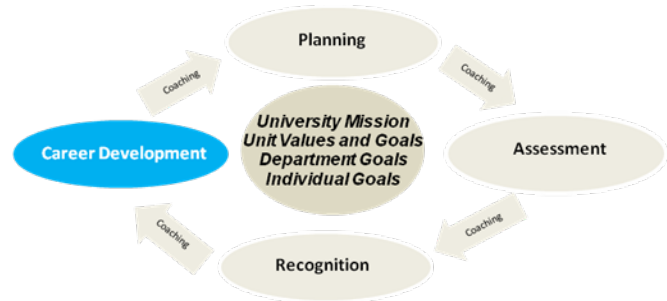 Planning
Coaching
Coaching
University Mission
Unit Values and Goals
Department Goals
Individual Goals
Career Development
Assessment
Coaching
Coaching
Recognition